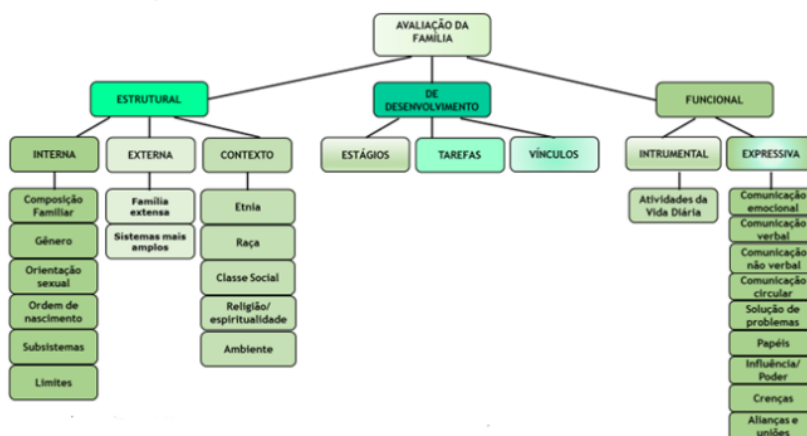 AVALIAÇÃO DA
FAMÍLIA
ESTRUTURAL
DE
DESENVOLVIMENTO
FUNCIONAL
INTERNA
EXTERNA
CONTEXTO
ESTÁGIOS
TAREFAS
VÍNCULOS
INTRUMENTAL
EXPRESSIVA
Composição
Familiar
Gênero
Orientação
sexual
Ordem de
nascimento
Subsistemas
Limites
Família
extensa
Sistemas mais
amplos
Etnia
Raça
Classe Social
Religião/
espiritualidade
Ambiente
Atividades da
Vida Diária
Comunicação
emocional
Comunicação
verbal
Comunicação
não verbal
Comunicação
circular
Solução de
problemas
Papéis
Influência/
Poder
Crenças
Alianças e
uniões